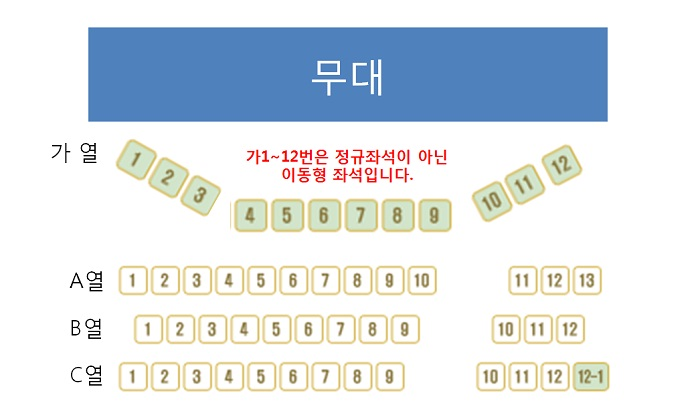 무대
가 열 1 2 3 4 5 6 7 8 9 10 11 12
가1~12번은 정규좌석이 아닌
이동형 좌석입니다.
A열 1 2 3 4 5 6 7 8 9 10 11 12 13
B열 1 2 3 4 5 6 7 8 9 10 11 12
C열 1 2 3 4 5 6 7 8 9 10 11 12 12-1